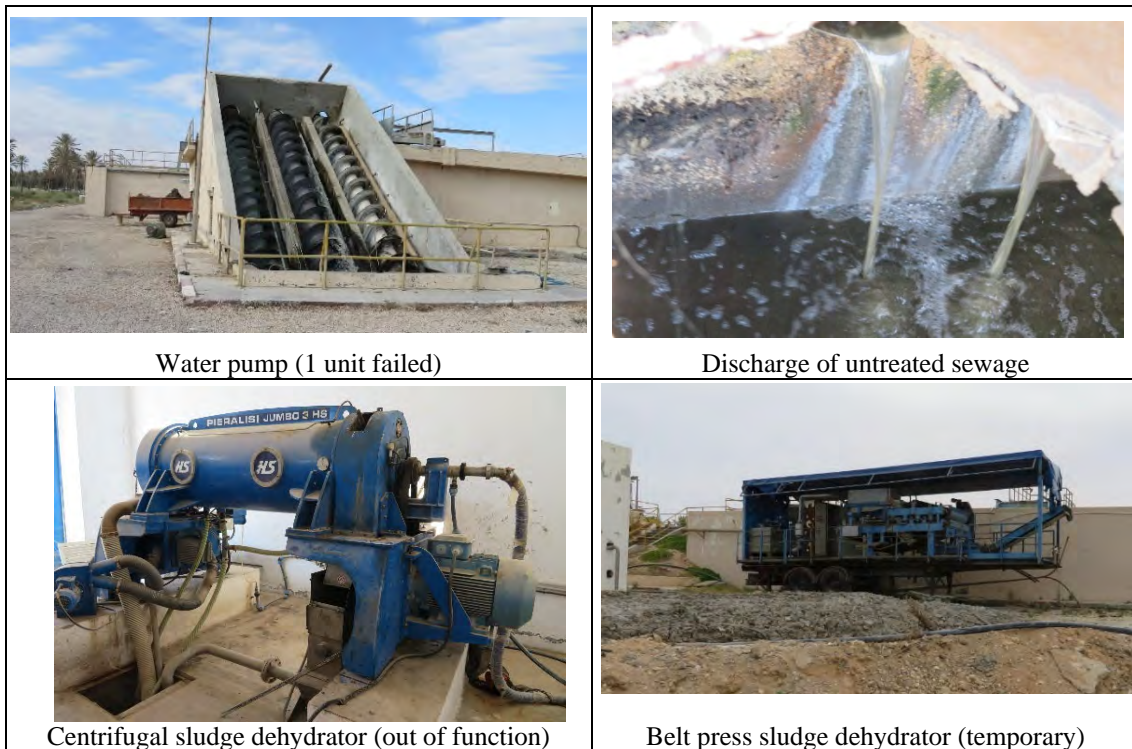 Water pump (1 unit failed)
Discharge of untreated sewage
PIERALISI JUMBO 3 HS
HS
HS
Centrifugal sludge dehydrator (out of function)
Belt press sludge dehydrator (temporary)